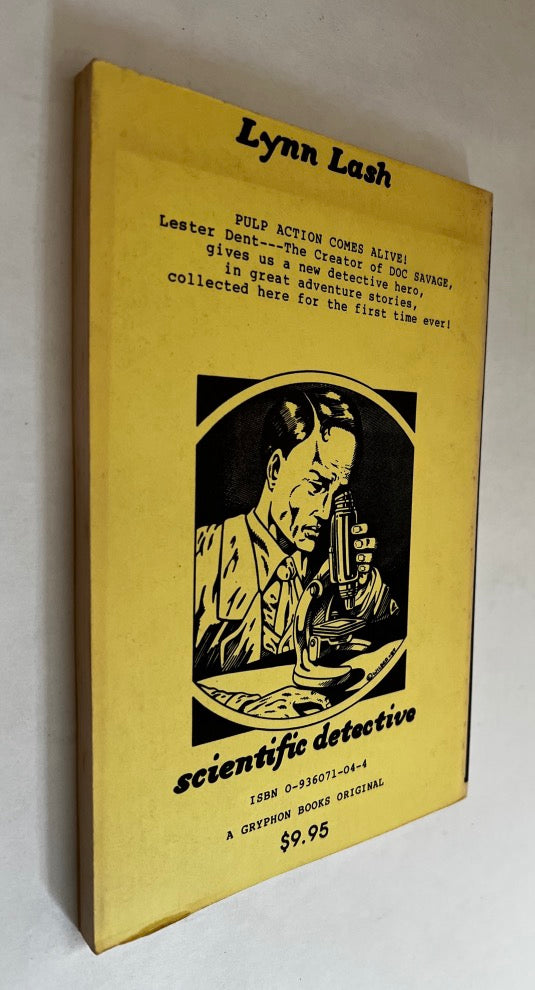 Lynn Lash
PULP ACTION COMES ALIVE!
Lester Dent---The Creator of DOC SAVAGE,
gives us a new detective hero,
in great adventure stories,
collected here for the first time ever!
scientific detective
ISBN 0-936071-04-4
A GRYPHON BOOKS ORIGINAL
$9.95